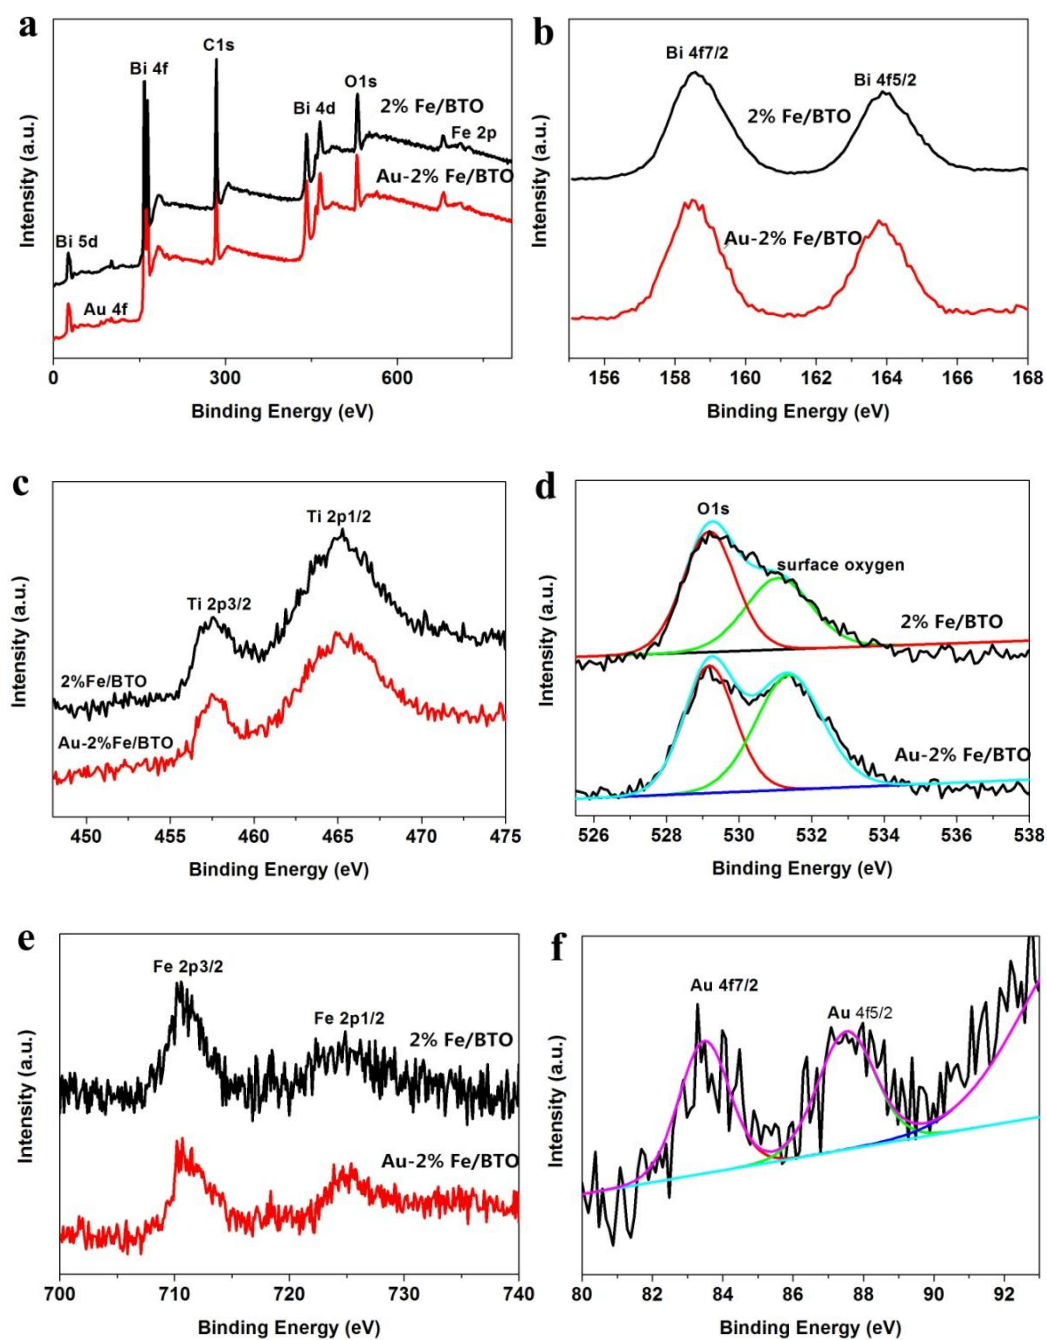 a
C1s
Bi 4f
O1s
2% Fe/BTO
Bi 4d
Fe 2p
Au-2% Fe/BTO
Bi 5d
Au 4f
Intensity (a.u.)
0 300 600
Binding Energy (eV)
b
Bi 4f7/2
Bi 4f5/2
2% Fe/BTO
Au-2% Fe/BTO
Intensity (a.u.)
156 158 160 162 164 166 168
Binding Energy (eV)
c
Ti 2p1/2
Ti 2p3/2
2%Fe/BTO
Au-2%Fe/BTO
Intensity (a.u.)
450 455 460 465 470 475
Binding Energy (eV)
d
O1s
surface oxygen
2% Fe/BTO
Au-2% Fe/BTO
Intensity (a.u.)
526 528 530 532 534 536 538
Binding Energy (eV)
e
Fe 2p3/2
Fe 2p1/2
2% Fe/BTO
Au-2% Fe/BTO
Intensity (a.u.)
700 710 720 730 740
Binding Energy (eV)
f
Au 4f7/2
Au 4f5/2
Intensity (a.u.)
80 82 84 86 88 90 92
Binding Energy (eV)